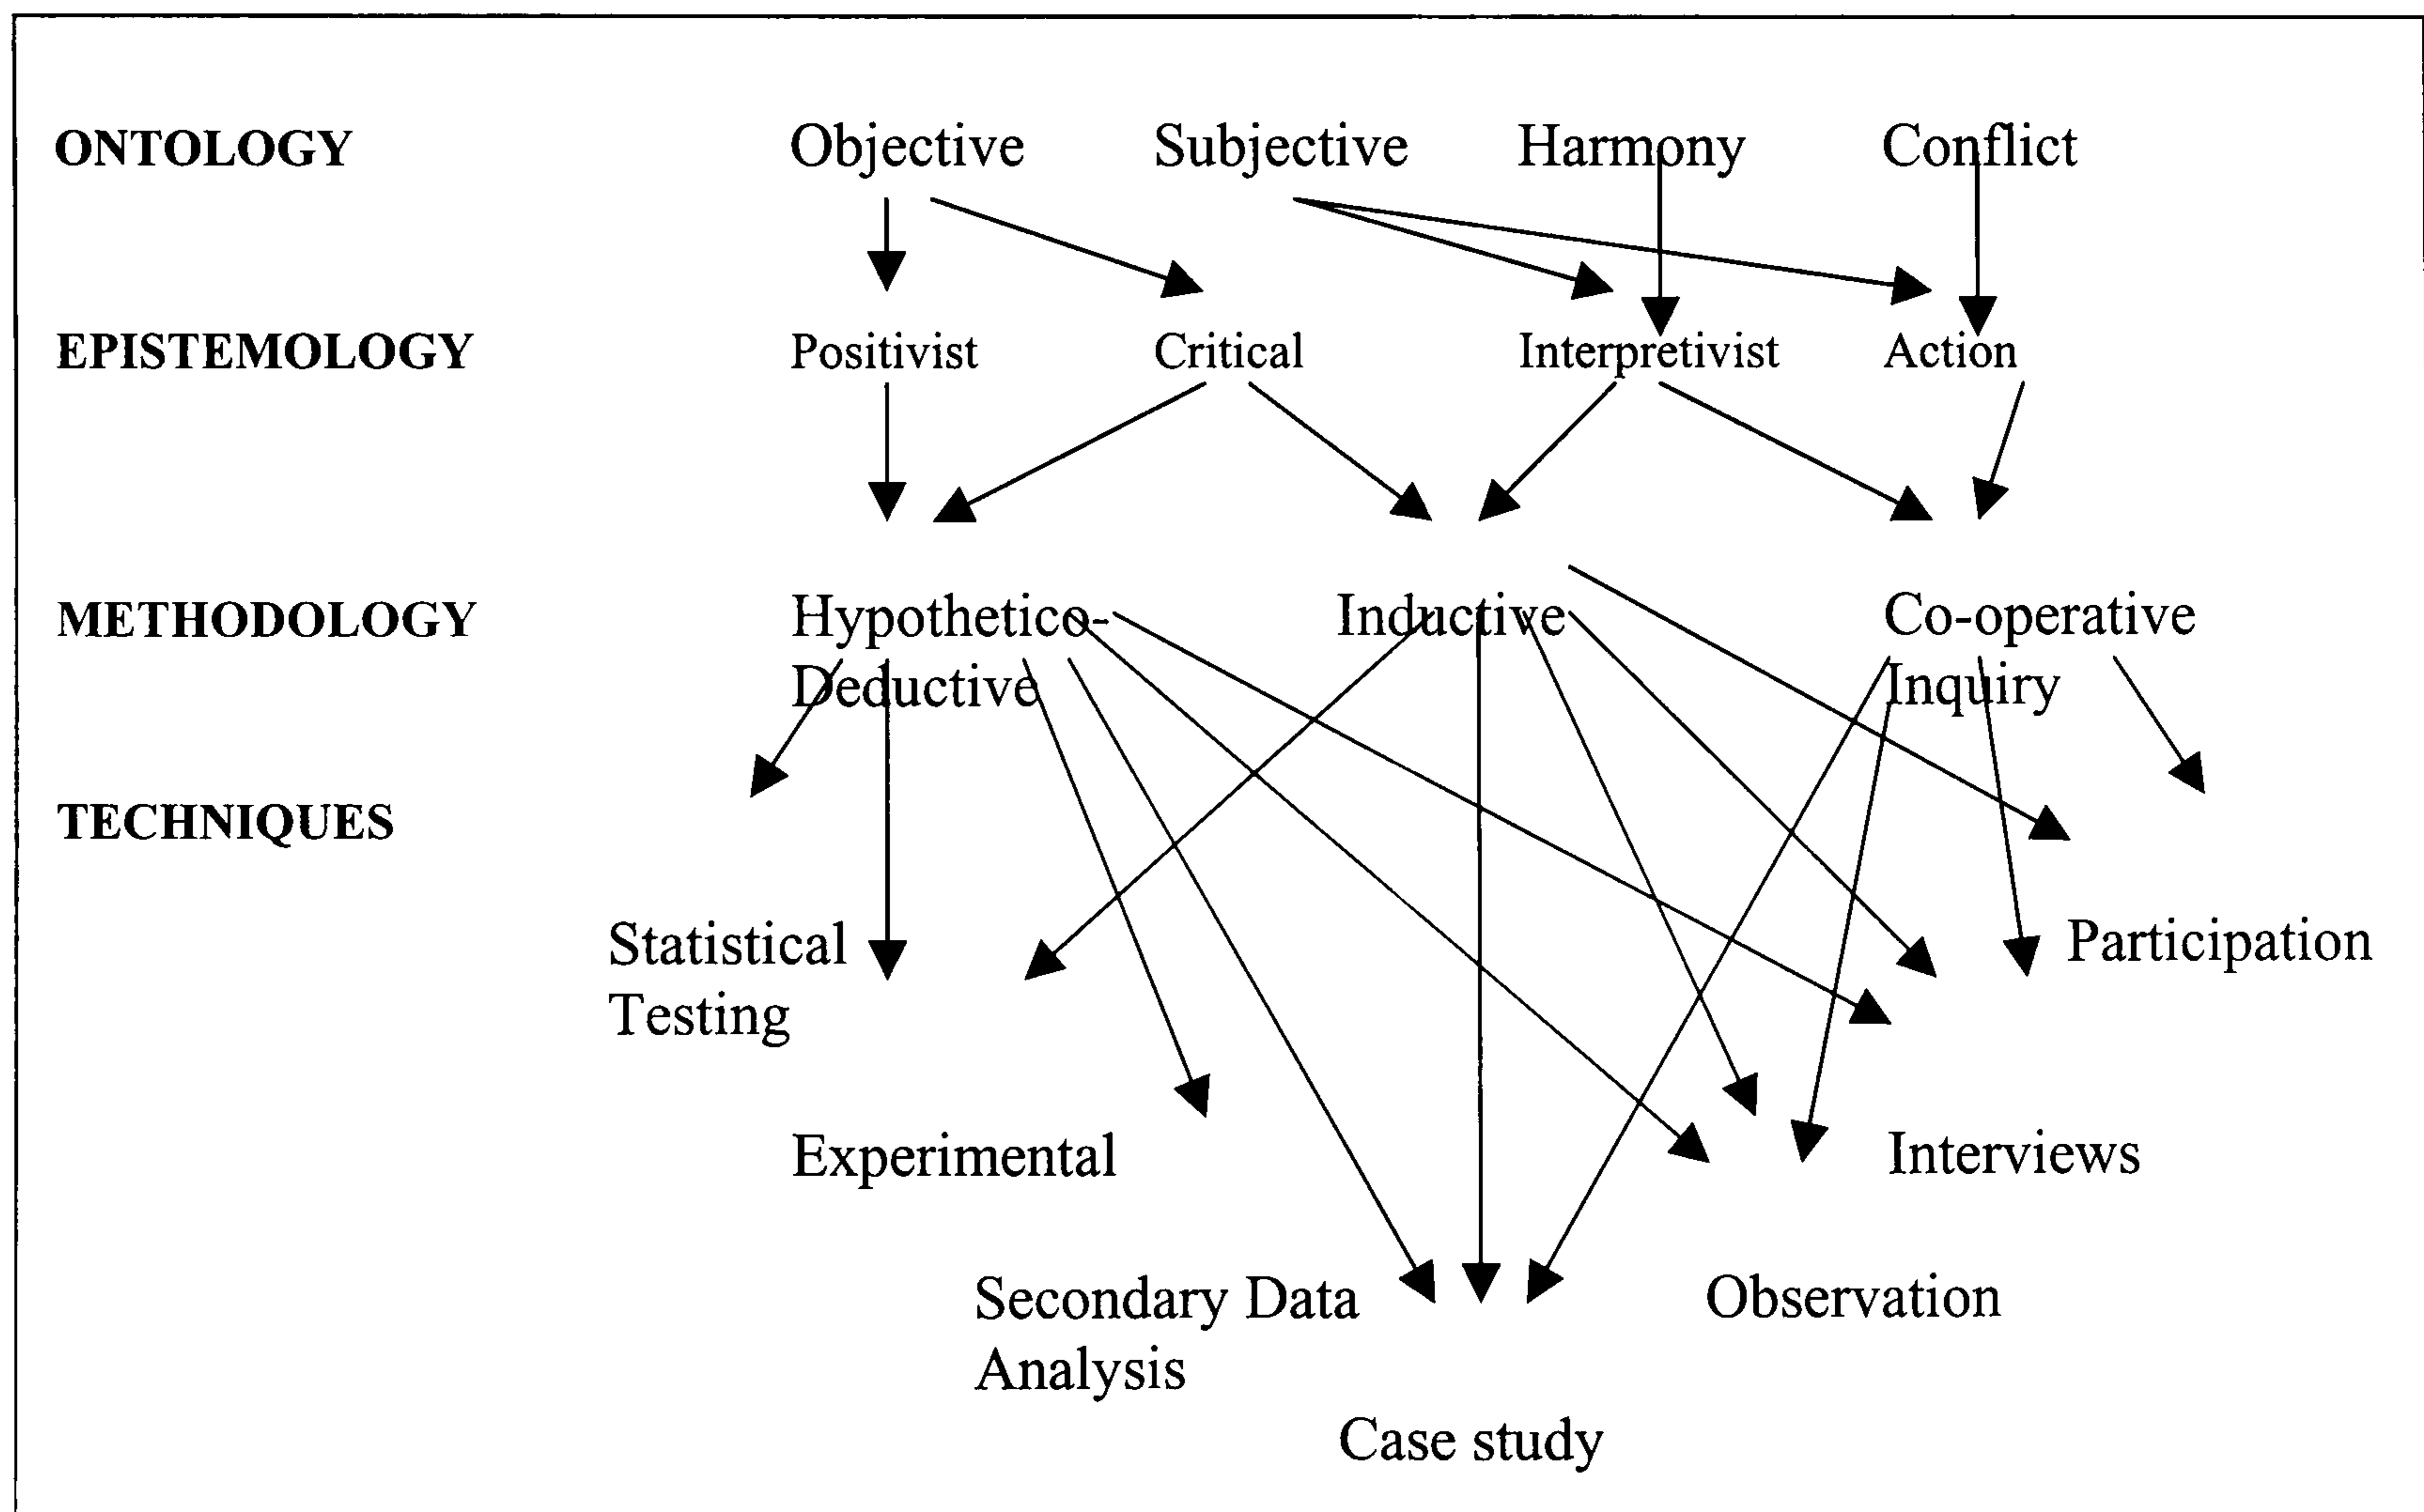 ONTOLOGY Objective Subjective Harmony Conflict
EPISTEMOLOGY Positivist Critical Interpretivist Action
METHODOLOGY Hypothetico- Inductive Co-operative
Deductive Inquiry
TECHNIQUES
Statistical Participation
Testing
Experimental Interviews
Secondary Data Observation
Analysis
Case study